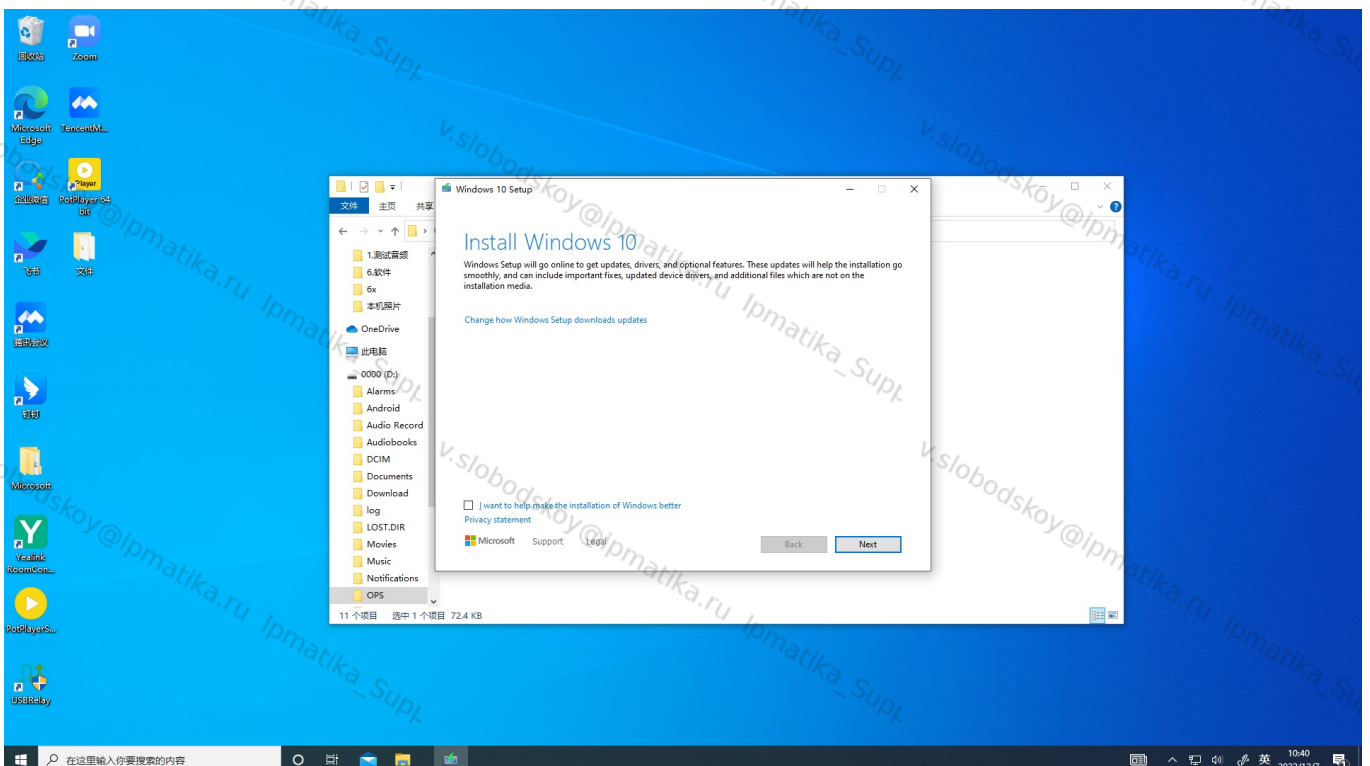 回收站
Zoom
Microsoft Edge
TencentM...
企业微信
PotPlayer 64 bit
飞书
文件
腾讯会议
钉钉
Microsoft
Yealink RoomCon...
PotPlayerS...
USBRelay
文件 主页 共享
1.测试音频
6.软件
6x
本机照片
OneDrive
此电脑
0000 (D:)
Alarms
Android
Audio Record
Audiobooks
DCIM
Documents
Download
log
LOST.DIR
Movies
Music
Notifications
OPS
11 个项目 选中 1 个项目 72.4 KB
Windows 10 Setup
Install Windows 10
Windows Setup will go online to get updates, drivers, and optional features. These updates will help the installation go
smoothly, and can include important fixes, updated device drivers, and additional files which are not on the
installation media.
Change how Windows Setup downloads updates
I want to help make the installation of Windows better
Privacy statement
Microsoft Support Legal
Back Next
在这里输入你要搜索的内容
英
10:40
v.slobodskoy@ipmatika.ru Ipmatika_Supp